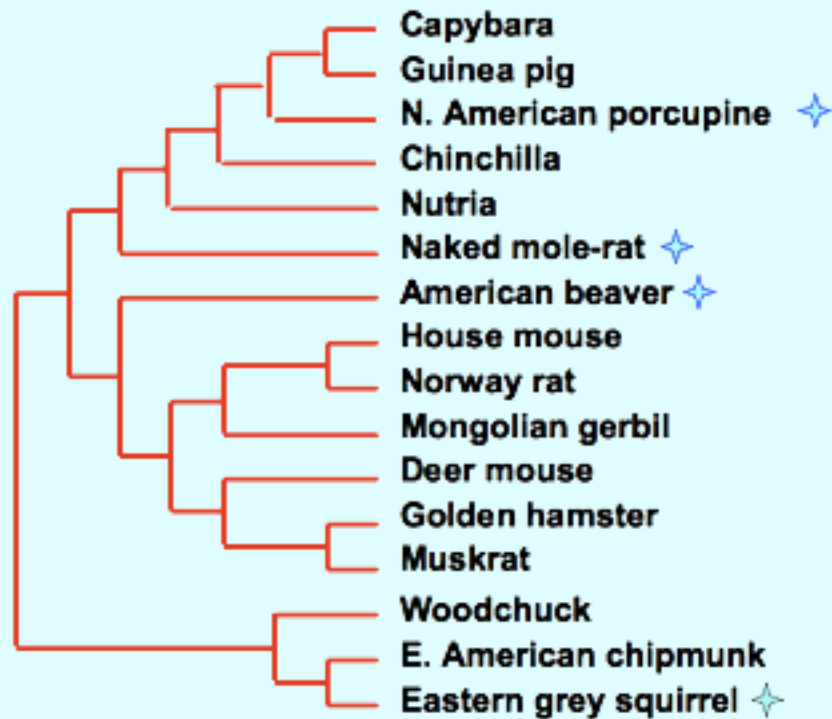 Capybara
Guinea pig
N. American porcupine
Chinchilla
Nutria
Naked mole-rat
American beaver
House mouse
Norway rat
Mongolian gerbil
Deer mouse
Golden hamster
Muskrat
Woodchuck
E. American chipmunk
Eastern grey squirrel